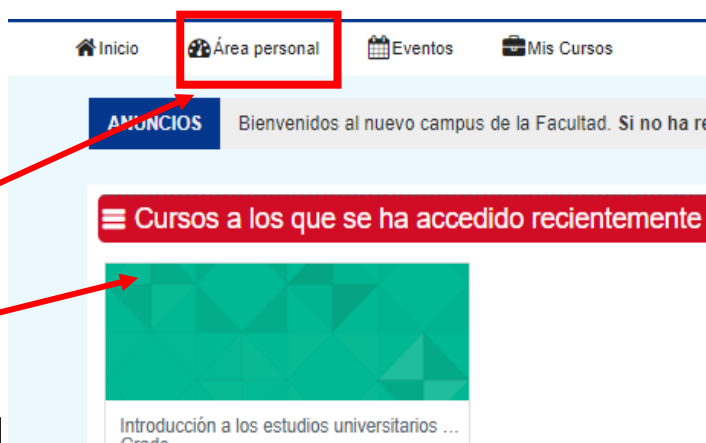 Inicio Área personal Eventos Mis Cursos
ANUNCIOS Bienvenidos al nuevo campus de la Facultad. Si no ha
Cursos a los que se ha accedido recientemente
Introducción a los estudios universitarios ...
Grado